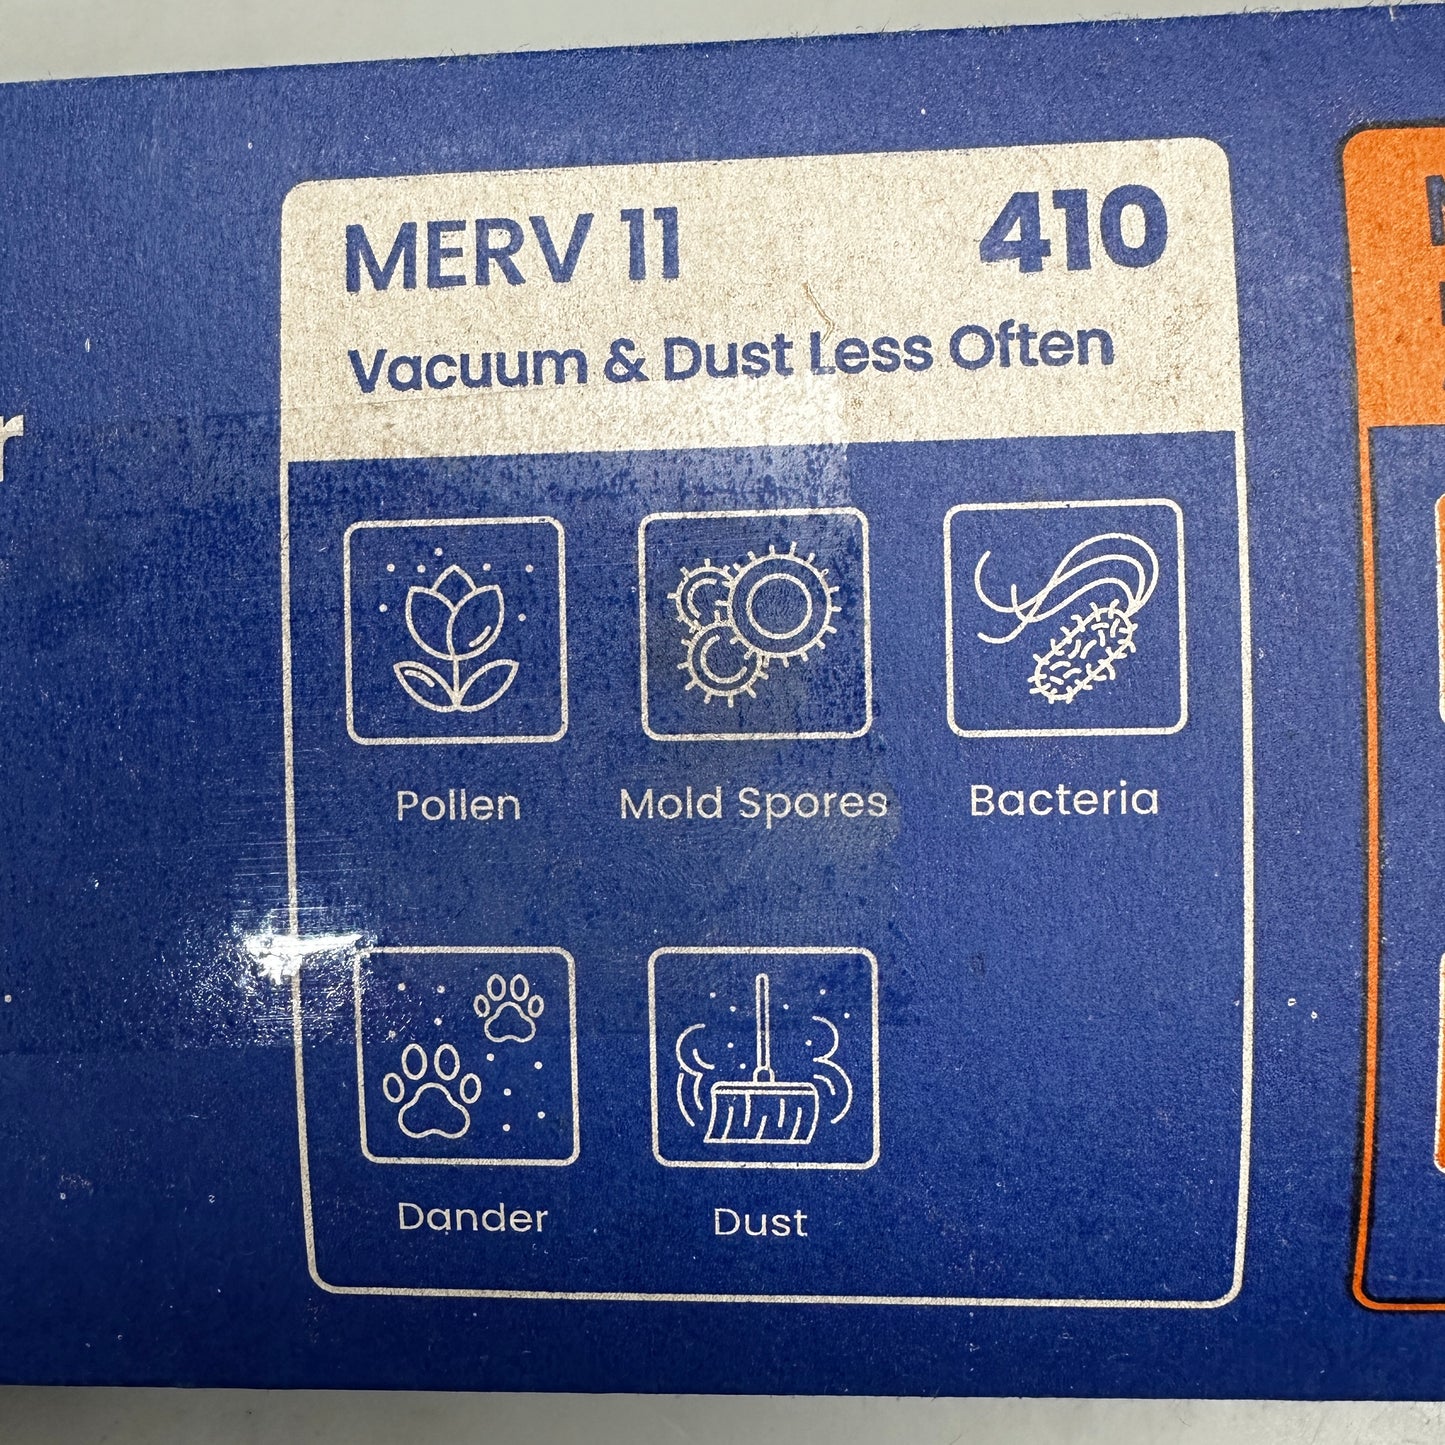 MERV 11 410
Vacuum & Dust Less Often
Pollen Mold Spores Bacteria
Dander Dust